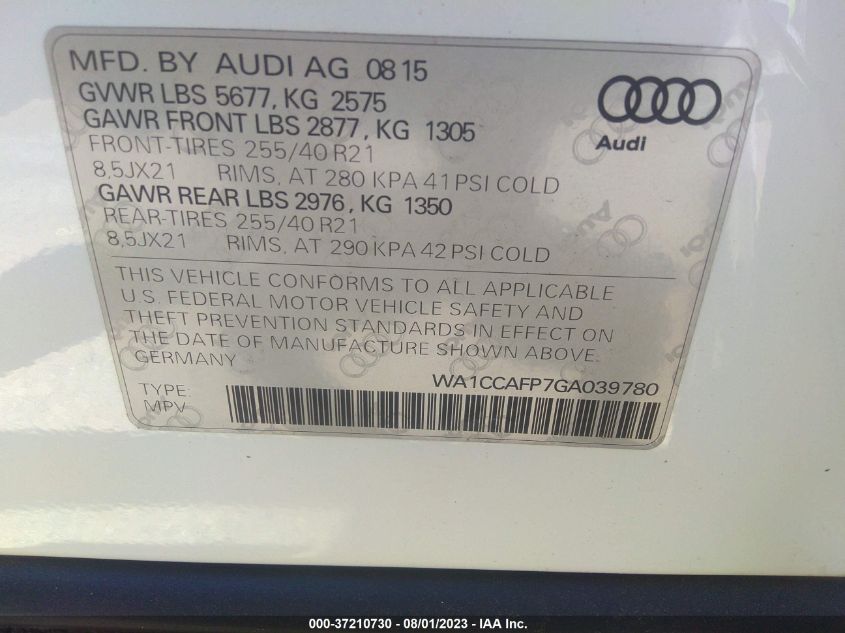 MFD. BY AUDI AG 08 15
GVWR LBS 5677, KG 2575
GAWR FRONT LBS 2877, KG 1305
FRONT-TIRES 255/40 R21
8,5JX21 RIMS, AT 280 KPA 41 PSI COLD
GAWR REAR LBS 2976, KG 1350
REAR-TIRES 255/40 R21
8,5JX21 RIMS, AT 290 KPA 42 PSI COLD
Audi
THIS VEHICLE CONFORMS TO ALL APPLICABLE
U.S. FEDERAL MOTOR VEHICLE SAFETY AND
THEFT PREVENTION STANDARDS IN EFFECT ON
THE DATE OF MANUFACTURE SHOWN ABOVE.
GERMANY
WA1CCAFP7GA039780
TYPE:
MPV
000-37210730 - 08/01/2023 - IAA Inc.